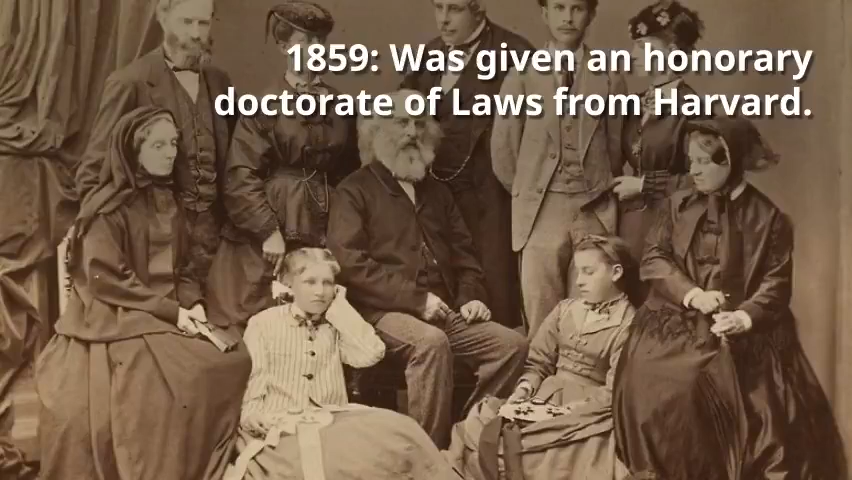 1859: Was given an honorary
doctorate of Laws from Harvard.